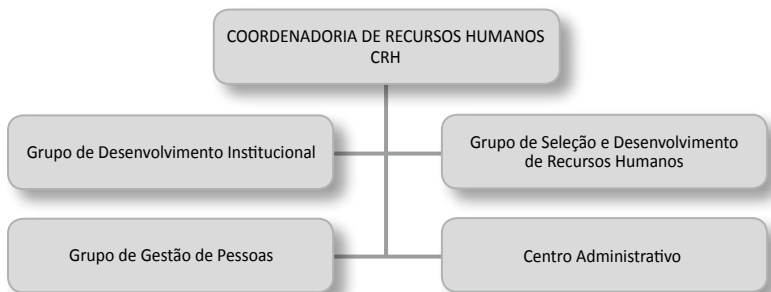 COORDENADORIA DE RECURSOS HUMANOS
CRH
Grupo de Desenvolvimento Institucional
Grupo de Seleção e Desenvolvimento
de Recursos Humanos
Grupo de Gestão de Pessoas
Centro Administrativo